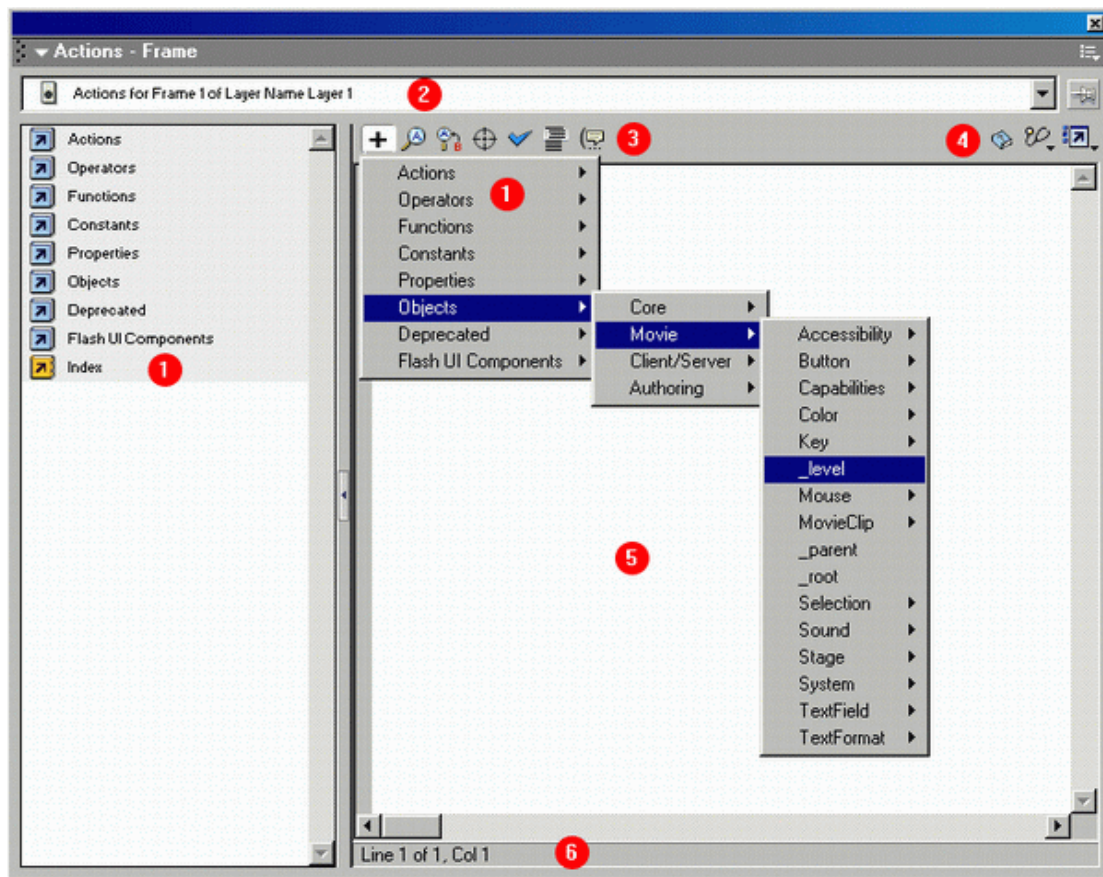 Actions - Frame
Actions for Frame 1 of Layer Name Layer 1
2
Actions
Operators
Functions
Constants
Properties
Objects
Deprecated
Flash UI Components
Index
1
3
4
Actions
Operators
1
Functions
Constants
Properties
Objects
Deprecated
Flash UI Components
Core
Movie
Client/Server
Authoring
Accessibility
Button
Capabilities
Color
Key
_level
Mouse
MovieClip
_parent
_root
Selection
Sound
Stage
System
TextField
TextFormat
5
Line 1 of 1, Col 1
6